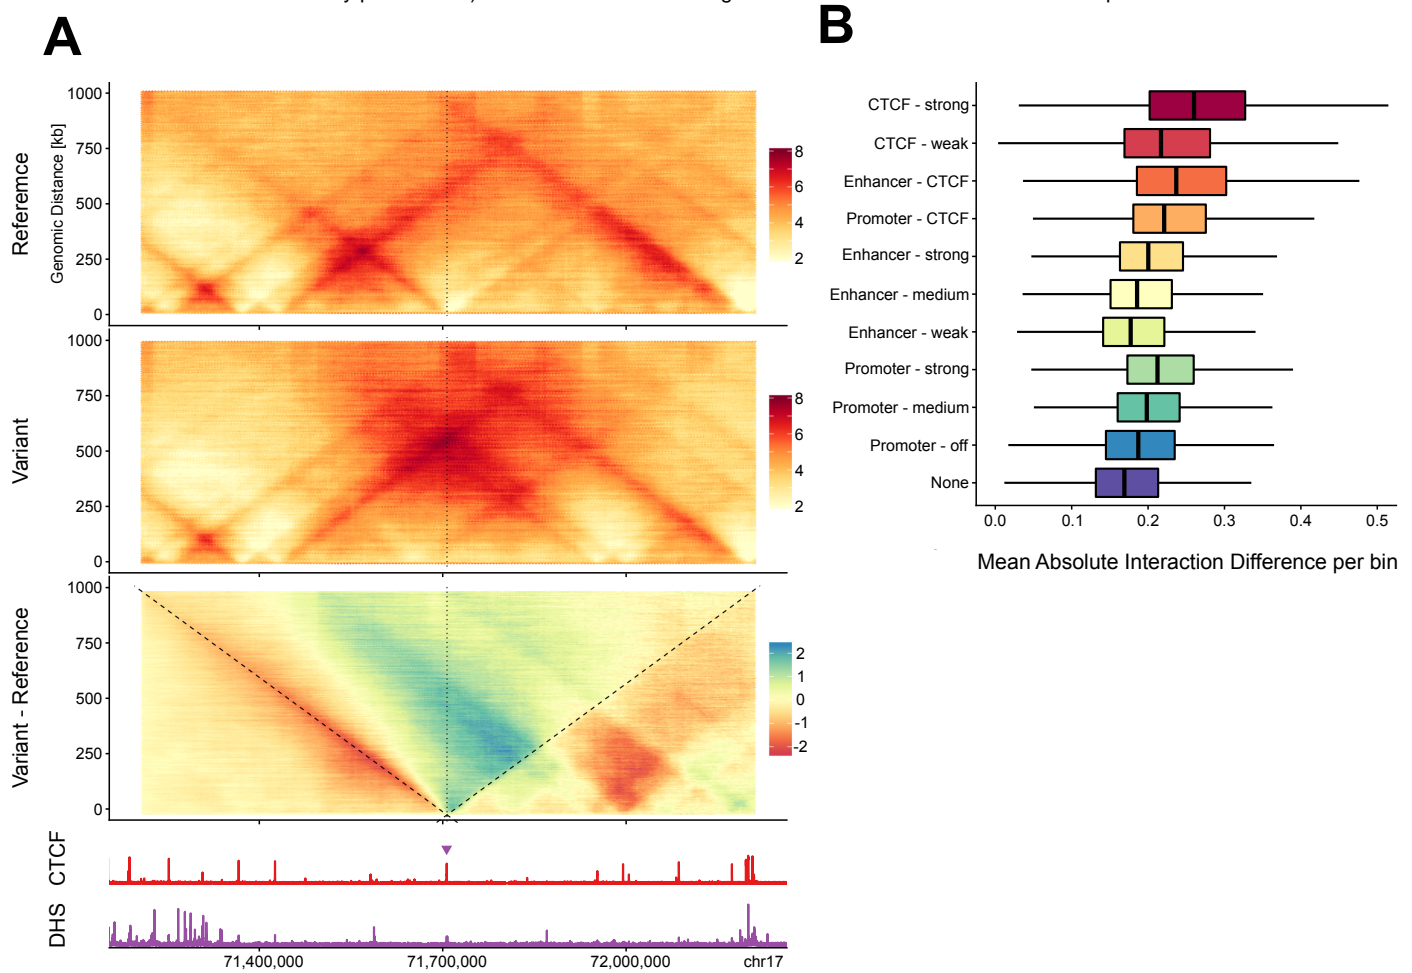 A
B
Referemce
Genomic Distance [kb]
1000
750
500
250
0
8
6
4
2
Variant
1000
750
500
250
0
8
6
4
2
Variant - Reference
1000
750
500
250
0
2
1
0
-1
-2
CTCF
DHS
71,400,000
71,700,000
72,000,000
chr17
CTCF - strong
CTCF - weak
Enhancer - CTCF
Promoter - CTCF
Enhancer - strong
Enhancer - medium
Enhancer - weak
Promoter - strong
Promoter - medium
Promoter - off
None
0.0
0.1
0.2
0.3
0.4
0.5
Mean Absolute Interaction Difference per bin